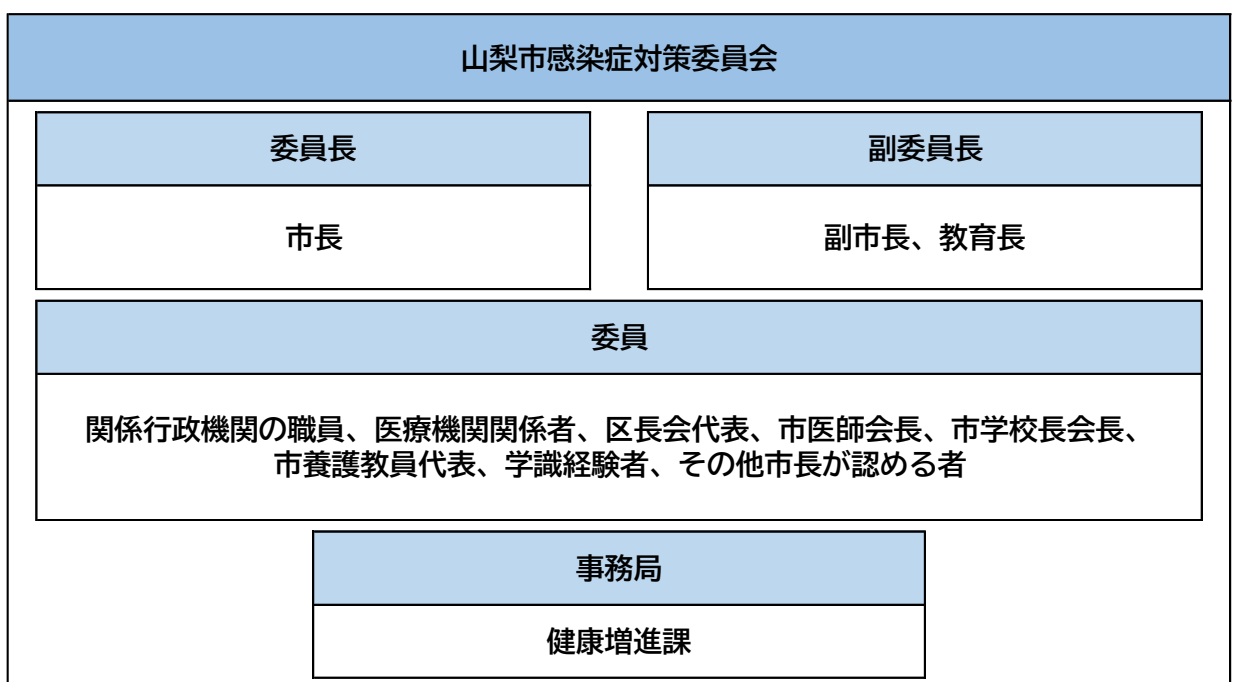 山梨市感染症対策委員会
委員長
副委員長
市長
副市長、教育長
委員
関係行政機関の職員、医療機関関係者、区長会代表、市医師会長、市学校長会長、
市養護教員代表、学識経験者、その他市長が認める者
事務局
健康増進課